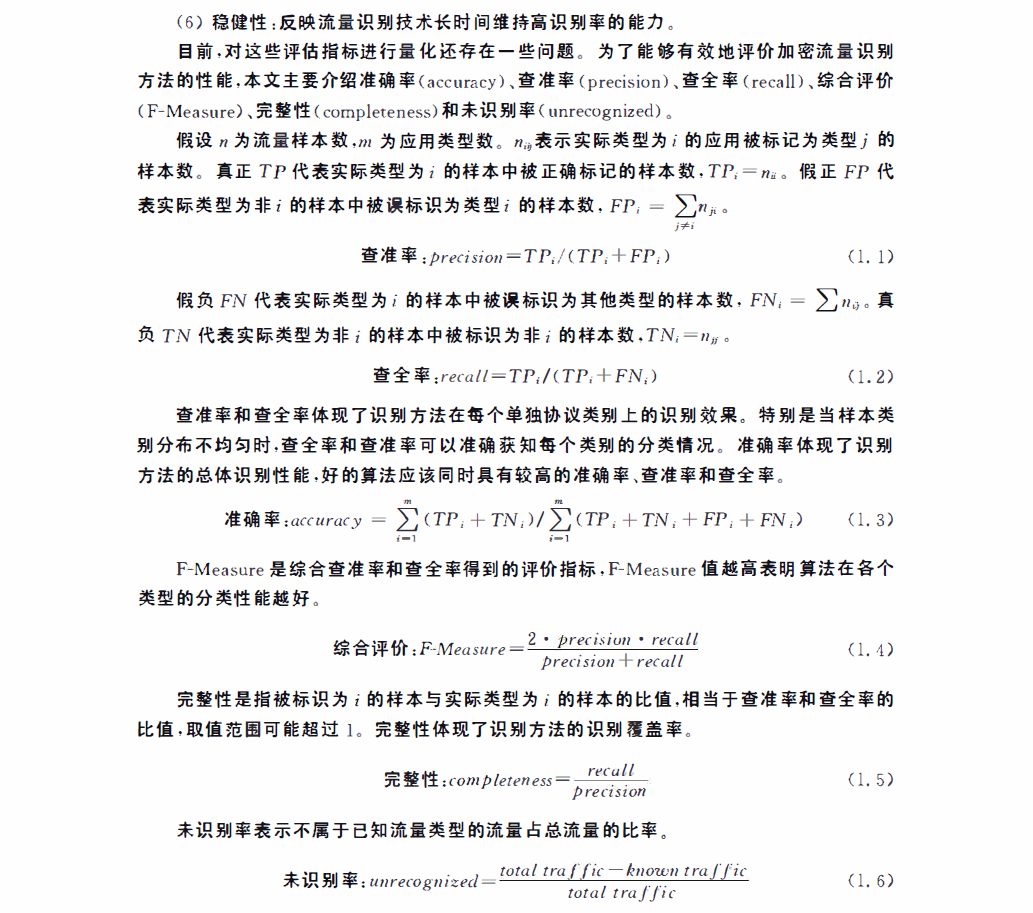 (6) 稳健性:反映流量识别技术长时间维持高识别率的能力。
目前,对这些评估指标进行量化还存在一些问题。为了能够有效地评价加密流量识别
方法的性能,本文主要介绍准确率(accuracy)、查准率(precision)、查全率(recall)、综合评价
(F-Measure)、完整性(completeness)和未识别率(unrecognized)。
假设 n 为流量样本数,m 为应用类型数。n_{ij}表示实际类型为 i 的应用被标记为类型 j 的
样本数。真正 TP 代表实际类型为 i 的样本中被正确标记的样本数,TP_i=n_{ii}。假正 FP 代
表实际类型为非 i 的样本中被误标识为类型 i 的样本数,FP_i = \sum_{j≠i} n_{ji}。
查准率:precision=TP_i/(TP_i+FP_i) (1.1)
假负 FN 代表实际类型为 i 的样本中被误标识为其他类型的样本数,FN_i = \sum n_{ij}。真
负 TN 代表实际类型为非 i 的样本中被标识为非 i 的样本数,TN_i=n_{jj}。
查全率:recall=TP_i/(TP_i+FN_i) (1.2)
查准率和查全率体现了识别方法在每个单独协议类别上的识别效果。特别是当样本类
别分布不均匀时,查全率和查准率可以准确获知每个类别的分类情况。准确率体现了识别
方法的总体识别性能,好的算法应该同时具有较高的准确率、查准率和查全率。
准确率:accuracy = \sum_{i=1}^{m}(TP_i+TN_i)/\sum_{i=1}^{m}(TP_i+TN_i+FP_i+FN_i) (1.3)
F-Measure 是综合查准率和查全率得到的评价指标,F-Measure 值越高表明算法在各个
类型的分类性能越好。
综合评价:F-Measure=\frac{2·precision·recall}{precision+recall} (1.4)
完整性是指被标识为 i 的样本与实际类型为 i 的样本的比值,相当于查准率和查全率的
比值,取值范围可能超过 1。完整性体现了识别方法的识别覆盖率。
完整性:completeness=\frac{recall}{precision} (1.5)
未识别率表示不属于已知流量类型的流量占总流量的比率。
未识别率:unrecognized=\frac{total traffic-known traffic}{total traffic} (1.6)